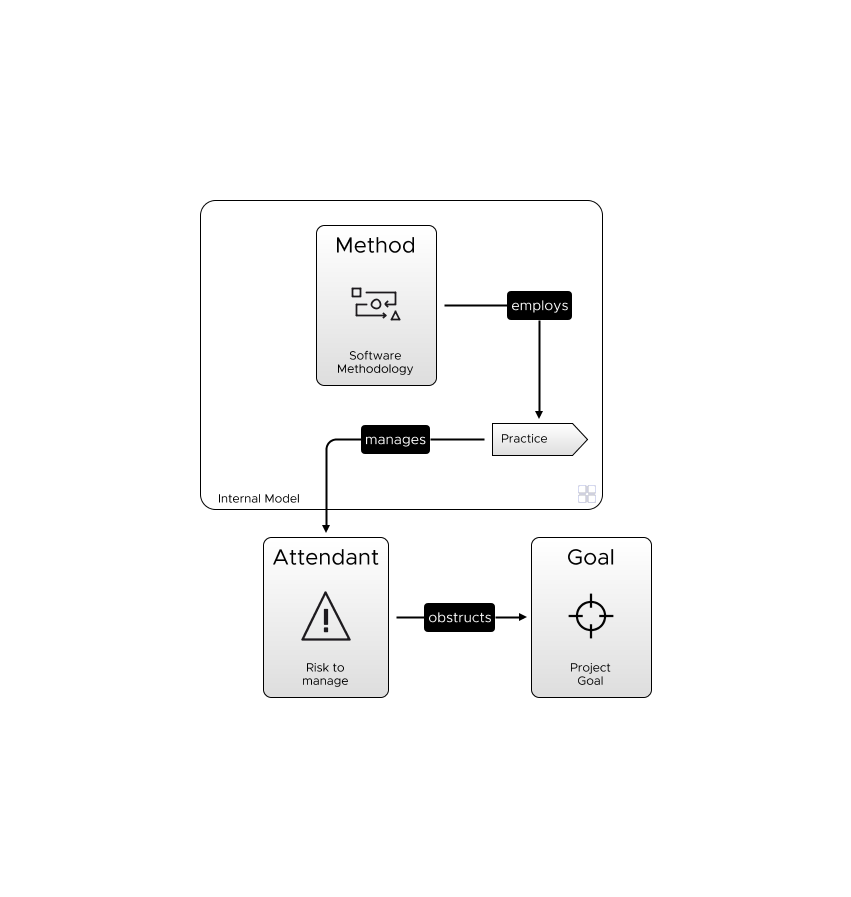 Method
Software
Methodology
employs
Practice
manages
Internal Model
Attendant
Risk to
manage
obstructs
Goal
Project
Goal